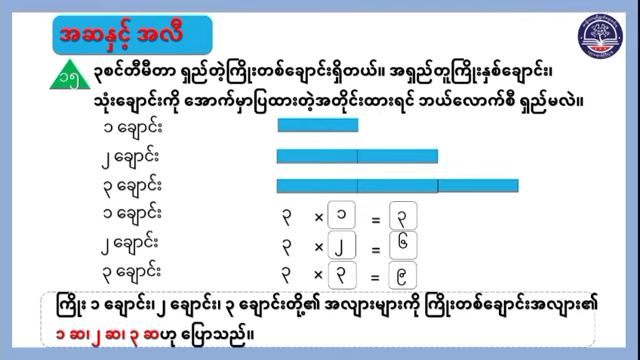 အဆနှင့် အလီ
၁၅ ၃စင်တီမီတာ ရှည်တဲ့ကြိုးတစ်ချောင်းရှိတယ်။ အရှည်တူကြိုးနှစ်ချောင်း၊
သုံးချောင်းကို အောက်မှာပြထားတဲ့အတိုင်းထားရင် ဘယ်လောက်စီ ရှည်မလဲ။
၁ ချောင်း
၂ ချောင်း
၃ ချောင်း
၁ ချောင်း ၃ × ၁ = ၃
၂ ချောင်း ၃ × ၂ = ၆
၃ ချောင်း ၃ × ၃ = ၉
ကြိုး ၁ ချောင်း၊၂ ချောင်း၊ ၃ ချောင်းတို့၏ အလျားများကို ကြိုးတစ်ချောင်းအလျား၏
၁ ဆ၊၂ ဆ၊ ၃ ဆဟု ပြောသည်။